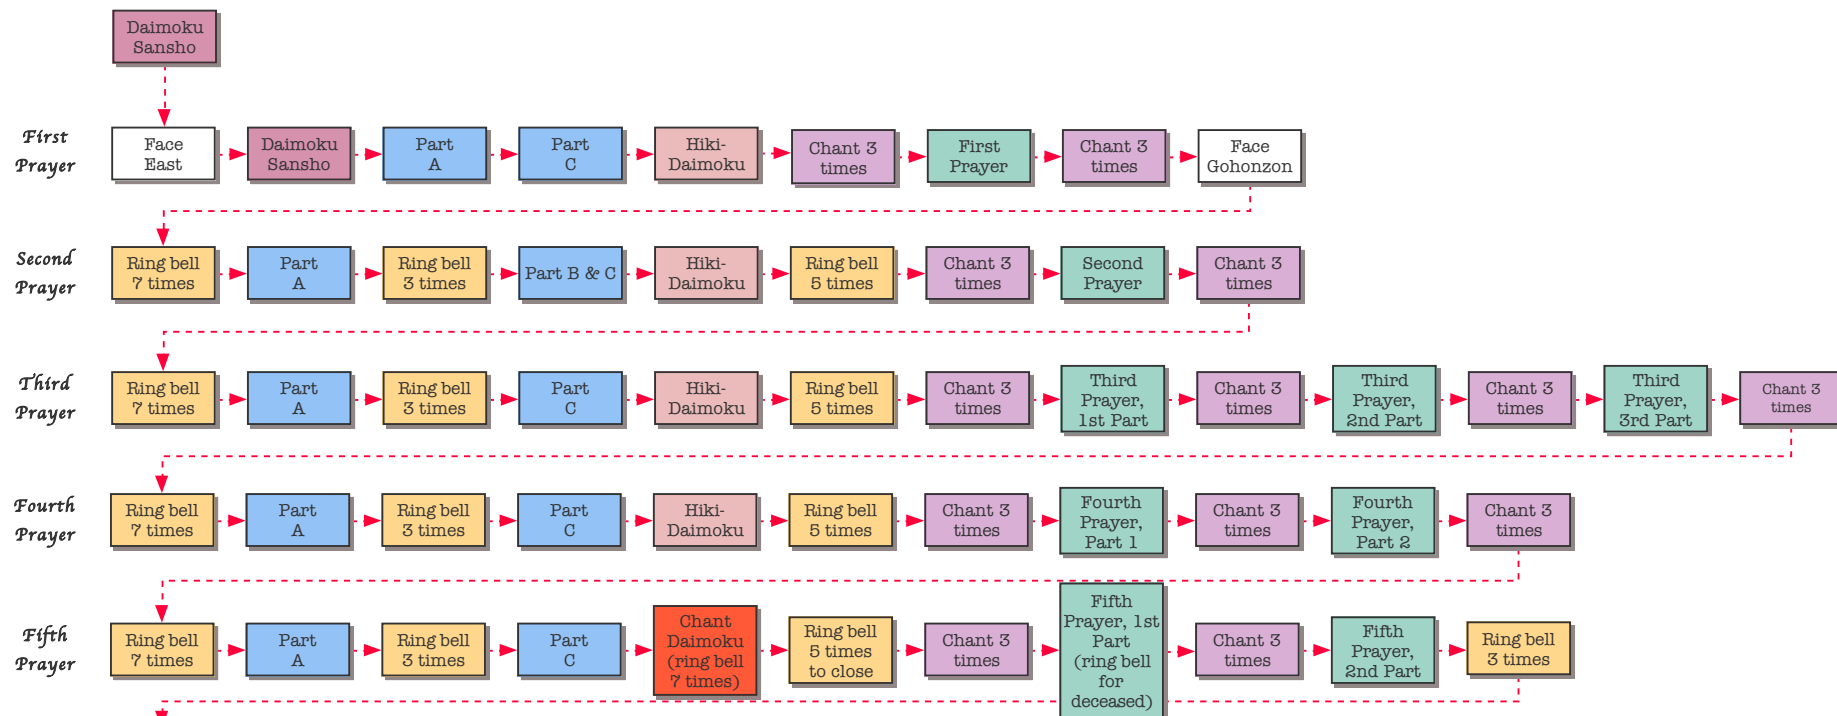 Daimoku
Sansho
First
Prayer
Face
East
Daimoku
Sansho
Part
A
Part
C
Hiki-
Daimoku
Chant 3
times
First
Prayer
Chant 3
times
Face
Gohonzon
Second
Prayer
Ring bell
7 times
Part
A
Ring bell
3 times
Part B & C
Hiki-
Daimoku
Ring bell
5 times
Chant 3
times
Second
Prayer
Chant 3
times
Third
Prayer
Ring bell
7 times
Part
A
Ring bell
3 times
Part
C
Hiki-
Daimoku
Ring bell
5 times
Chant 3
times
Third
Prayer,
1st Part
Chant 3
times
Third
Prayer,
2nd Part
Chant 3
times
Third
Prayer,
3rd Part
Chant 3
times
Fourth
Prayer
Ring bell
7 times
Part
A
Ring bell
3 times
Part
C
Hiki-
Daimoku
Ring bell
5 times
Chant 3
times
Fourth
Prayer,
Part 1
Chant 3
times
Fourth
Prayer,
Part 2
Chant 3
times
Fifth
Prayer
Ring bell
7 times
Part
A
Ring bell
3 times
Part
C
Chant
Daimoku
(ring bell
7 times)
Ring bell
5 times
to close
Chant 3
times
Fifth
Prayer, 1st
Part
(ring bell
for
deceased)
Chant 3
times
Fifth
Prayer,
2nd Part
Ring bell
3 times